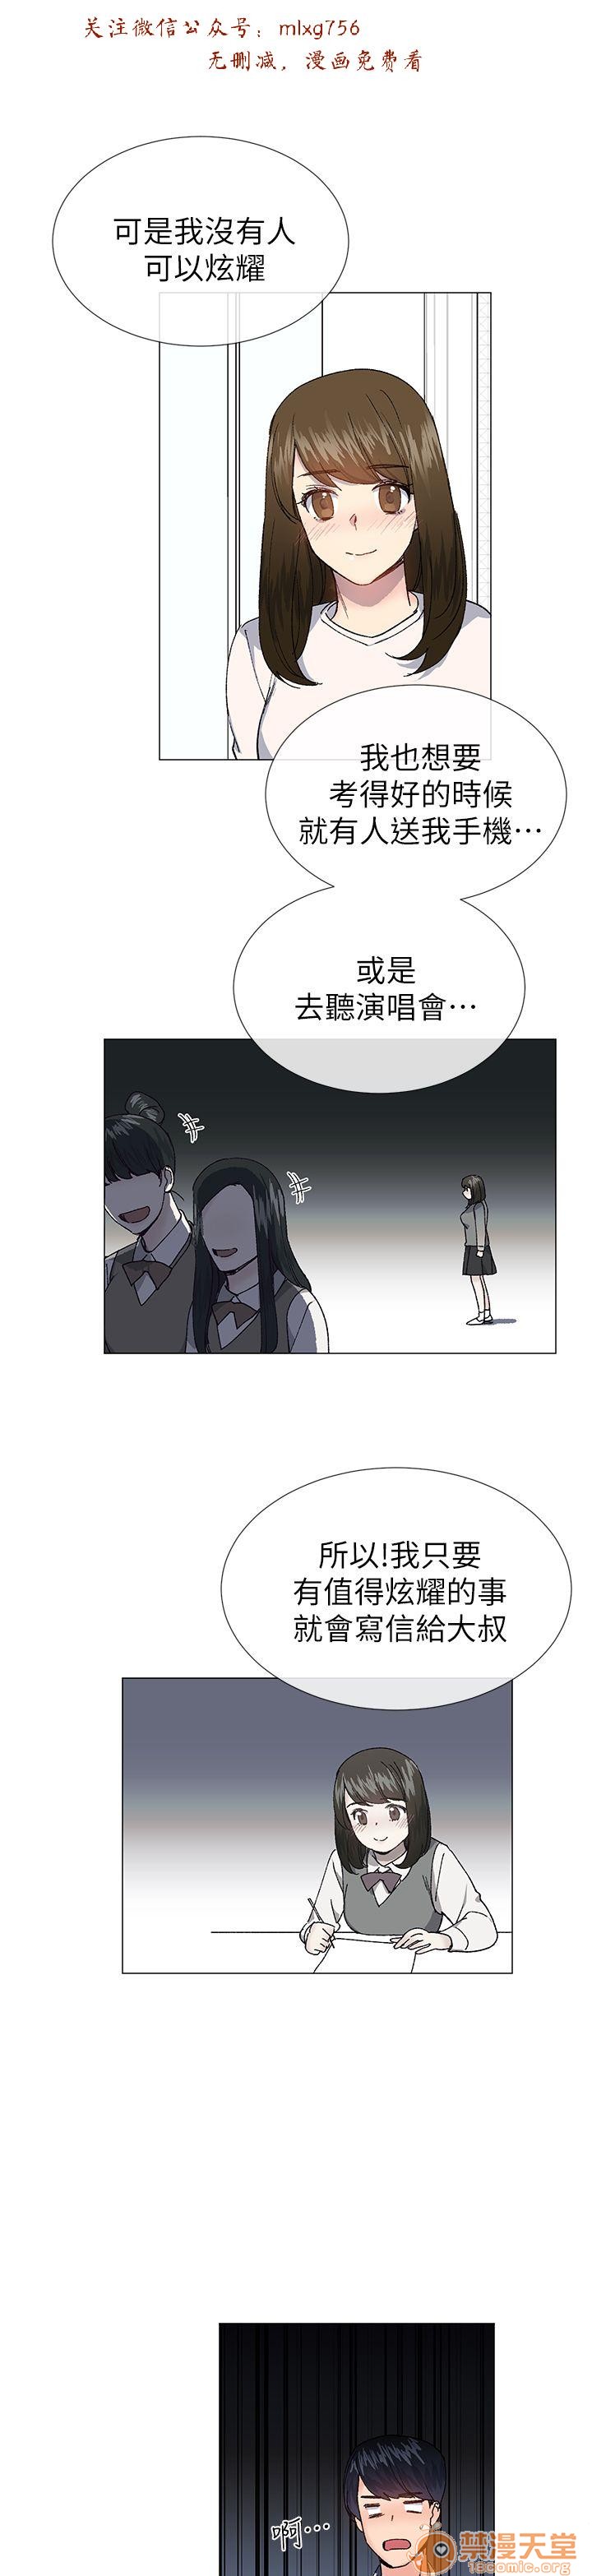 关注微信公众号：mlxg756
无删减，漫画免费看
可是我沒有人
可以炫耀
我也想要
考得好的時候
就有人送我手機…
或是
去聽演唱會…
所以!我只要
有值得炫耀的事
就會寫信給大叔
啊…
禁漫天堂
18comic.org